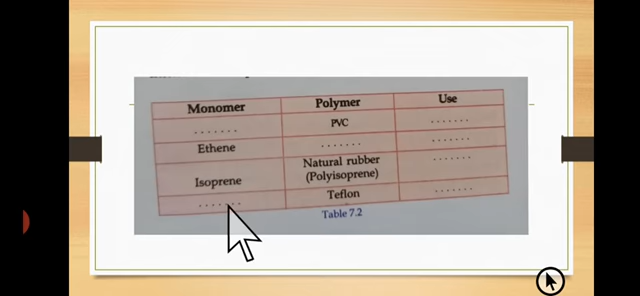 Monomer Polymer Use
....... PVC .......
Ethene ....... .......
Isoprene Natural rubber (Polyisoprene) .......
....... Teflon .......
Table 7.2